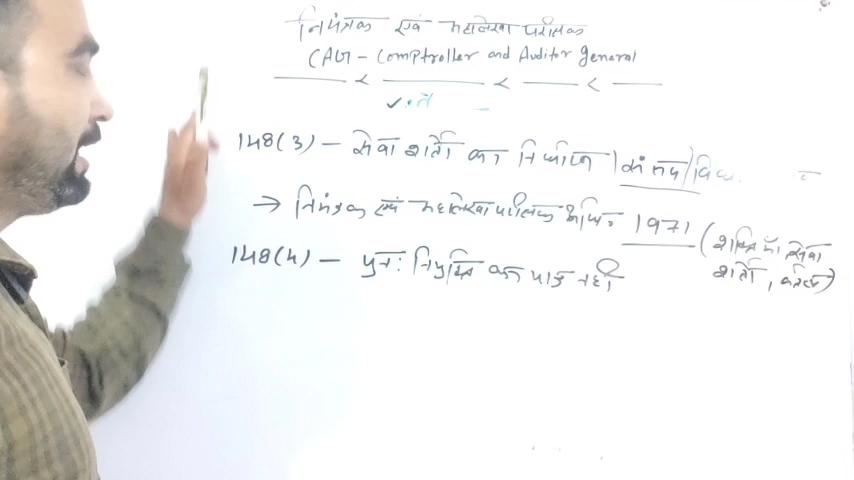 नियंत्रक एवं महालेखा परीक्षक
CAG - Comptroller and Auditor General
148(3) - सेवा शर्तो का निर्धारण | संसद/विधि.
→ नियंत्रक एवं महालेखा परीक्षक अधि॰ 1971 (शक्तियाँ सेवा
शर्तो, कर्तव्य)
148(4) - पुनः नियुक्ति का पात्र नही